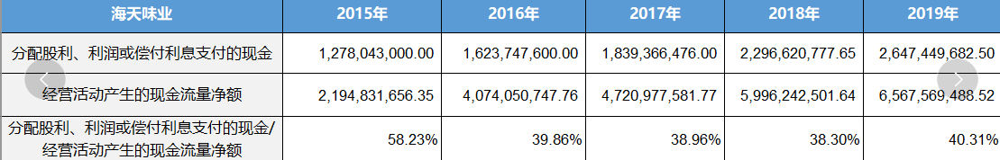 海天味业 2015年 2016年 2017年 2018年 2019年
分配股利、利润或偿付利息支付的现金 1,278,043,000.00 1,623,747,600.00 1,839,366,476.00 2,296,620,777.65 2,647,449,682.50
经营活动产生的现金流量净额 2,194,831,656.35 4,074,050,747.76 4,720,977,581.77 5,996,242,501.64 6,567,569,488.52
分配股利、利润或偿付利息支付的现金/
经营活动产生的现金流量净额 58.23% 39.86% 38.96% 38.30% 40.31%